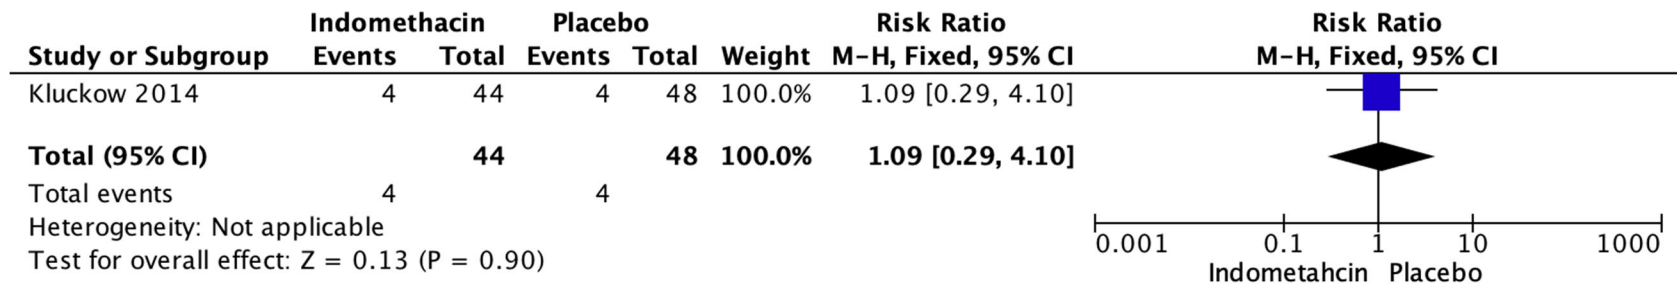 Indomethacin Placebo Risk Ratio Risk Ratio
Study or Subgroup Events Total Events Total Weight M-H, Fixed, 95% CI M-H, Fixed, 95% CI
Kluckow 2014 4 44 4 48 100.0% 1.09 [0.29, 4.10]
Total (95% CI) 44 48 100.0% 1.09 [0.29, 4.10]
Total events 4 4
Heterogeneity: Not applicable
Test for overall effect: Z = 0.13 (P = 0.90)
0.001 0.1 1 10 1000
Indometahcin Placebo